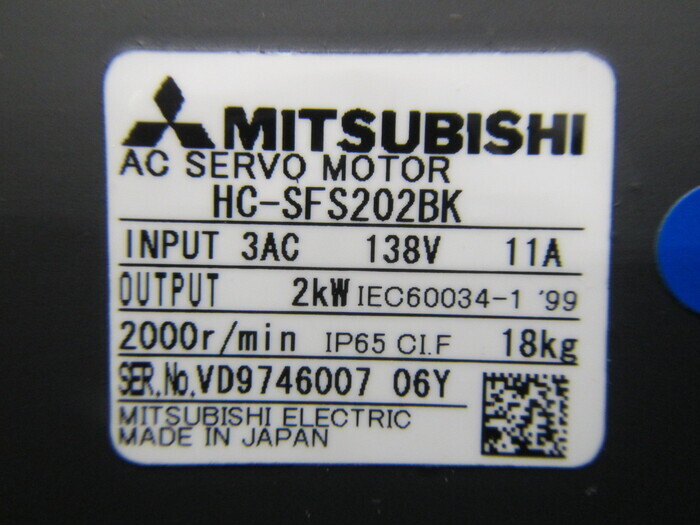 MITSUBISHI
AC SERVO MOTOR
HC-SFS202BK
INPUT 3AC 138V 11A
OUTPUT 2kW IEC60034-1 '99
2000r/min IP65 CI.F 18kg
SER.No.VD9746007 06Y
MITSUBISHI ELECTRIC
MADE IN JAPAN